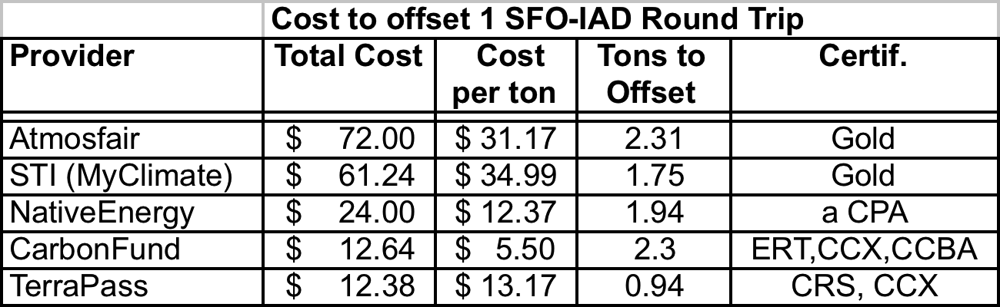 Cost to offset 1 SFO-IAD Round Trip
Provider Total Cost Cost per ton Tons to Offset Certif.
Atmosfair $ 72.00 $ 31.17 2.31 Gold
STI (MyClimate) $ 61.24 $ 34.99 1.75 Gold
NativeEnergy $ 24.00 $ 12.37 1.94 a CPA
CarbonFund $ 12.64 $ 5.50 2.3 ERT,CCX,CCBA
TerraPass $ 12.38 $ 13.17 0.94 CRS, CCX